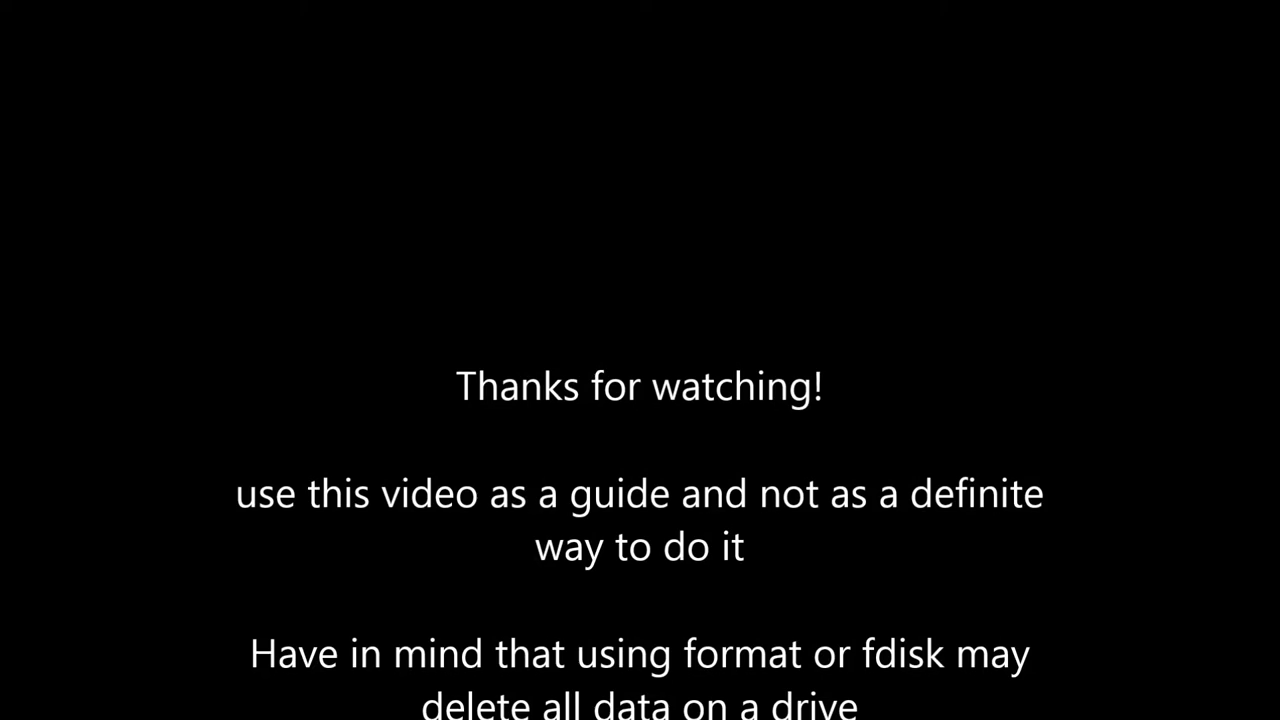 Thanks for watching!
use this video as a guide and not as a definite
way to do it
Have in mind that using format or fdisk may
delete all data on a drive